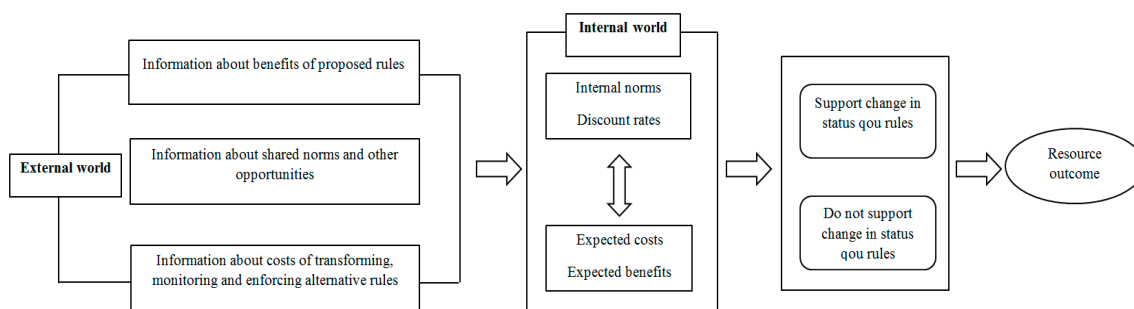 External world
Information about benefits of proposed rules
Information about shared norms and other
opportunities
Information about costs of transforming,
monitoring and enforcing alternative rules
Internal world
Internal norms
Discount rates
Expected costs
Expected benefits
Support change in
status qou rules
Do not support
change in status
qou rules
Resource
outcome